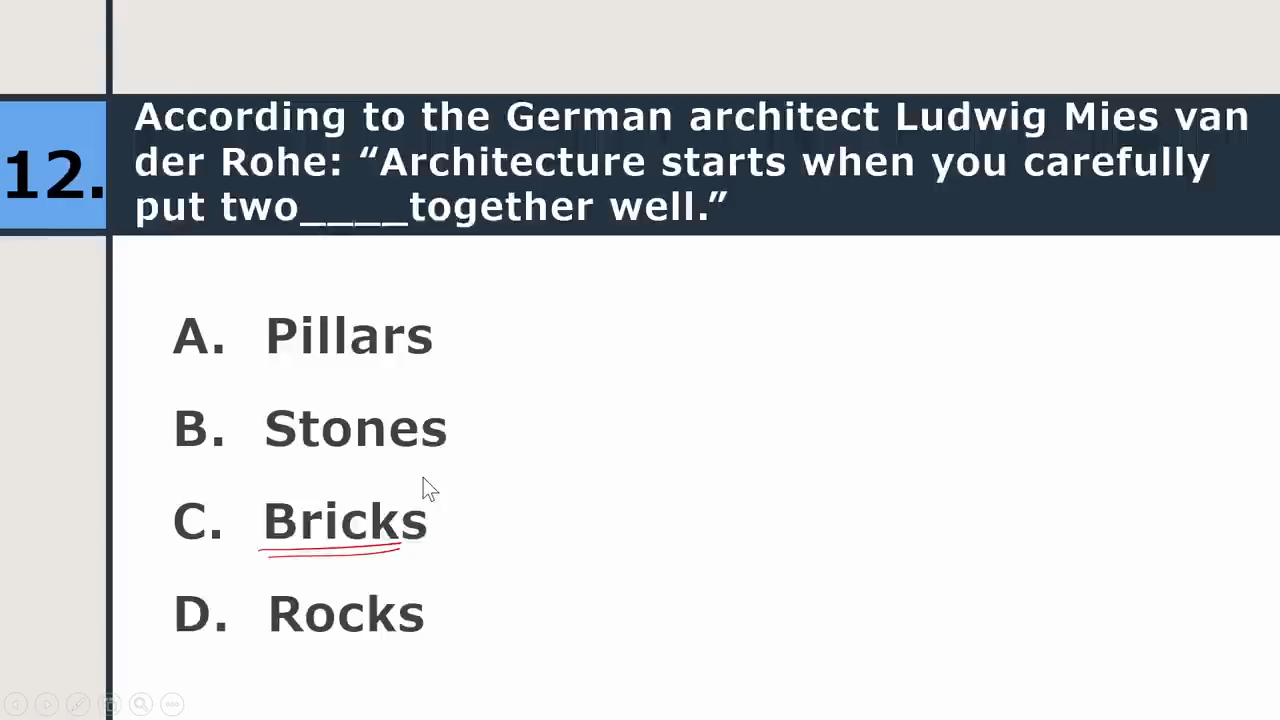 12.
According to the German architect Ludwig Mies van
der Rohe: “Architecture starts when you carefully
put two____together well.”
A. Pillars
B. Stones
C. Bricks
D. Rocks